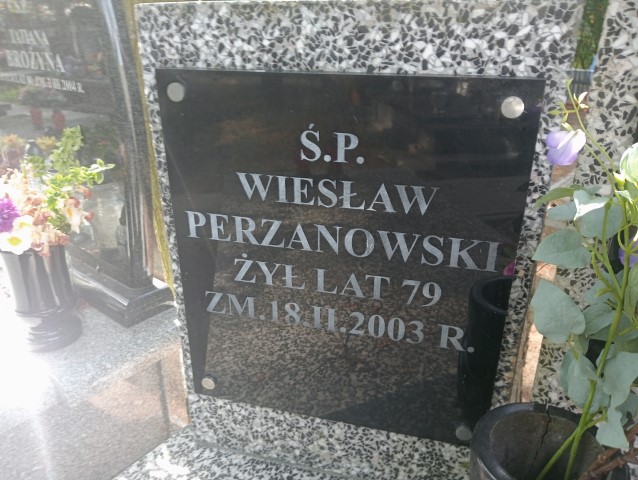 Ś.P.
WIESŁAW
PERZANOWSKI
ŻYŁ LAT 79
ZM.18.II.2003 R.